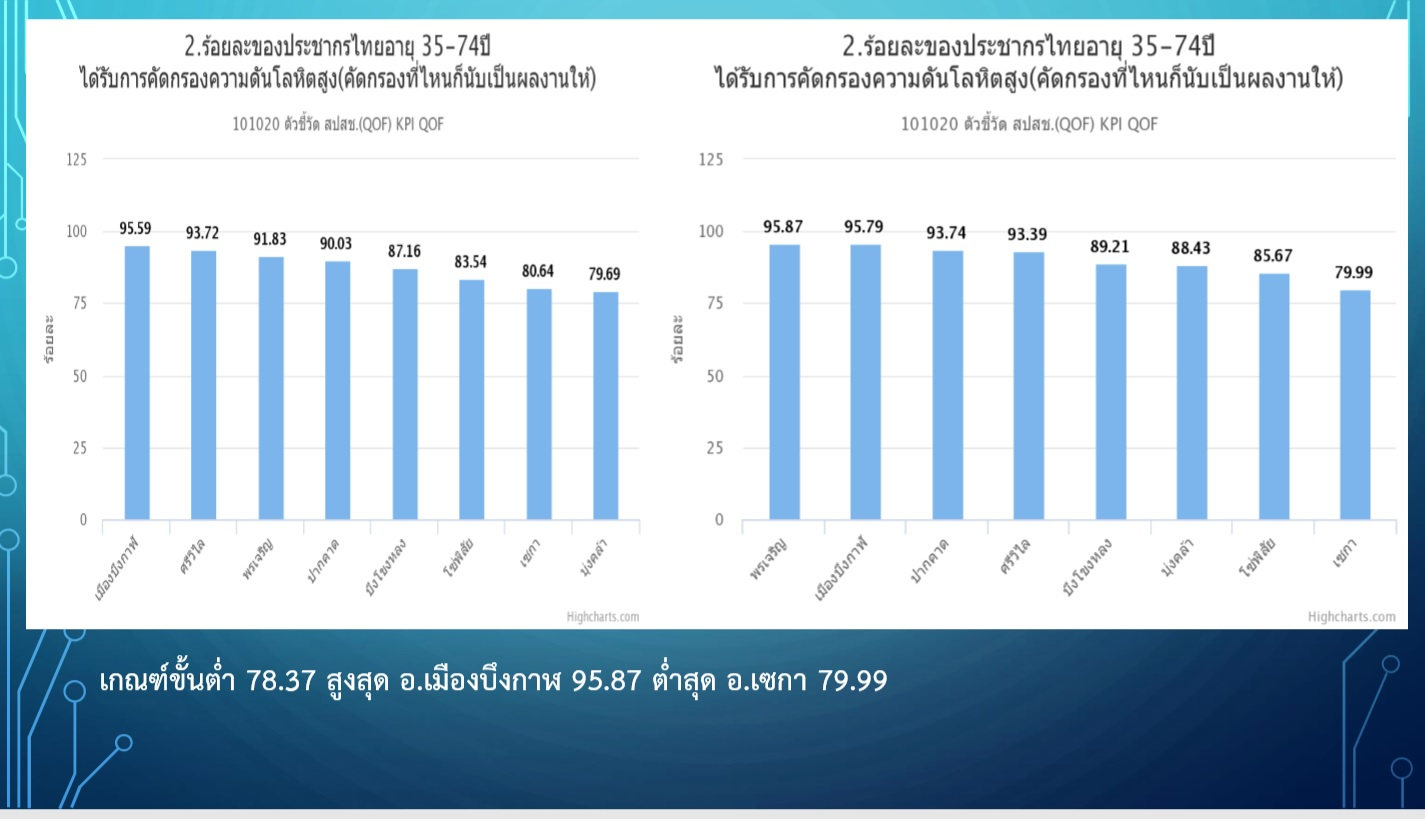 2.ร้อยละของประชากรไทยอายุ 35-74ปี
ได้รับการคัดกรองความดันโลหิตสูง(คัดกรองที่ไหนก็นับเป็นผลงานให้)
101020 ตัวชี้วัด สปสช.(QOF) KPI QOF
125
100
75
50
25
0
ร้อยละ
95.59
93.72
91.83
90.03
87.16
83.54
80.64
79.69
เมืองบึงกาฬ
ศรีวิไล
พรเจริญ
ปากคาด
บึงโขงหลง
โซ่พิสัย
เซกา
บุ่งคล้า
Highcharts.com
2.ร้อยละของประชากรไทยอายุ 35-74ปี
ได้รับการคัดกรองความดันโลหิตสูง(คัดกรองที่ไหนก็นับเป็นผลงานให้)
101020 ตัวชี้วัด สปสช.(QOF) KPI QOF
125
100
75
50
25
0
ร้อยละ
95.87
95.79
93.74
93.39
89.21
88.43
85.67
79.99
พรเจริญ
เมืองบึงกาฬ
ปากคาด
ศรีวิไล
บึงโขงหลง
บุ่งคล้า
โซ่พิสัย
เซกา
Highcharts.com
เกณฑ์ขั้นต่ำ 78.37 สูงสุด อ.เมืองบึงกาฬ 95.87 ต่ำสุด อ.เซกา 79.99